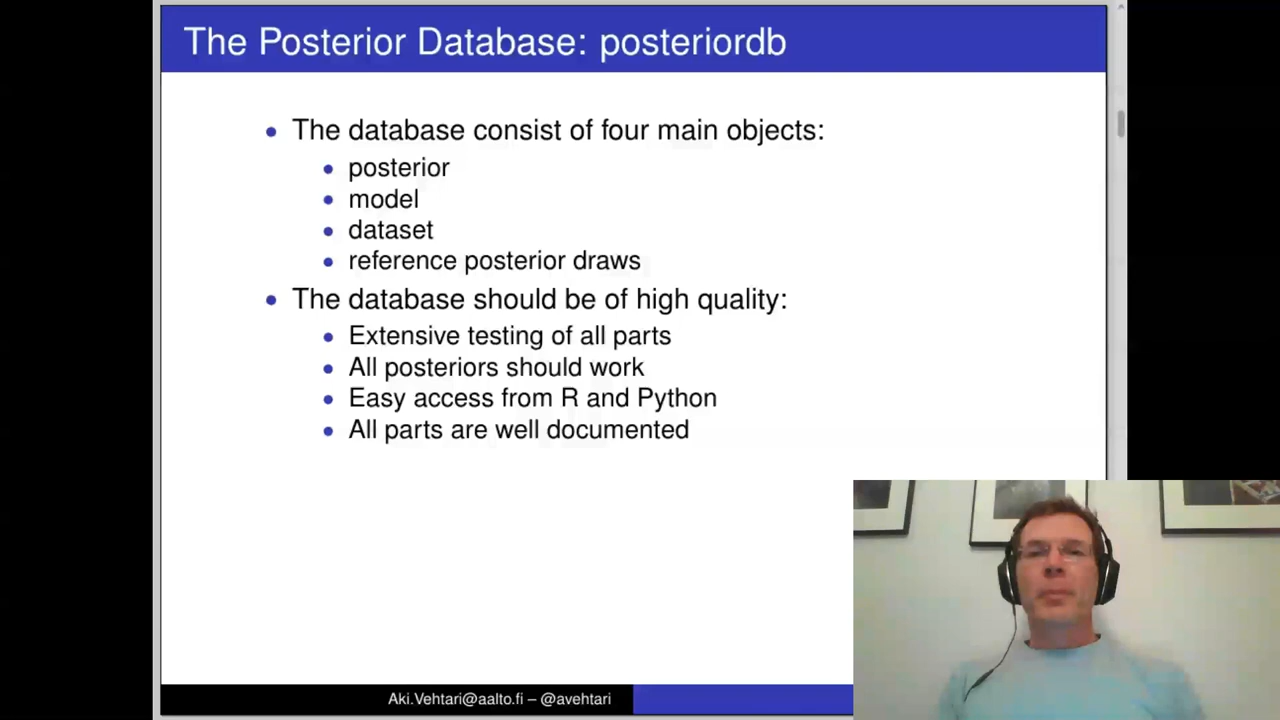 The Posterior Database: posteriordb
• The database consist of four main objects:
• posterior
• model
• dataset
• reference posterior draws
• The database should be of high quality:
• Extensive testing of all parts
• All posteriors should work
• Easy access from R and Python
• All parts are well documented
Aki.Vehtari@aalto.fi – @avehtari